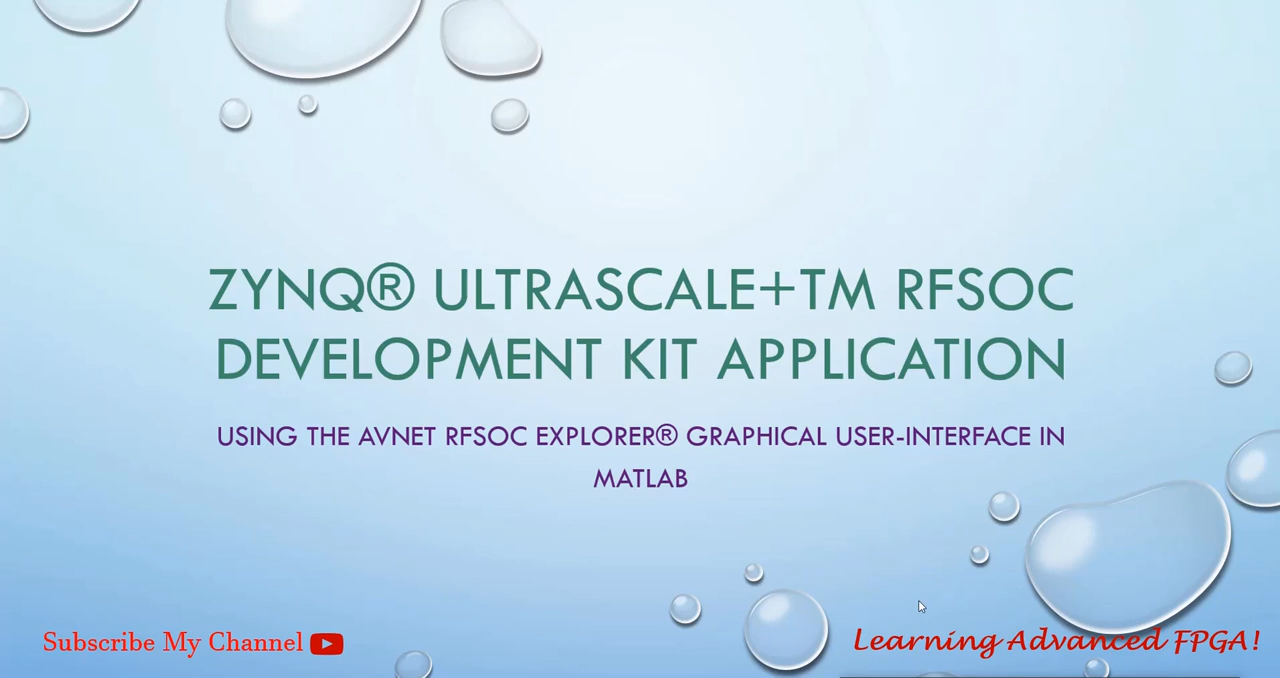 ZYNQ® ULTRASCALE+TM RFSOC
DEVELOPMENT KIT APPLICATION
USING THE AVNET RFSOC EXPLORER® GRAPHICAL USER-INTERFACE IN
MATLAB
Subscribe My Channel
Learning Advanced FPGA!